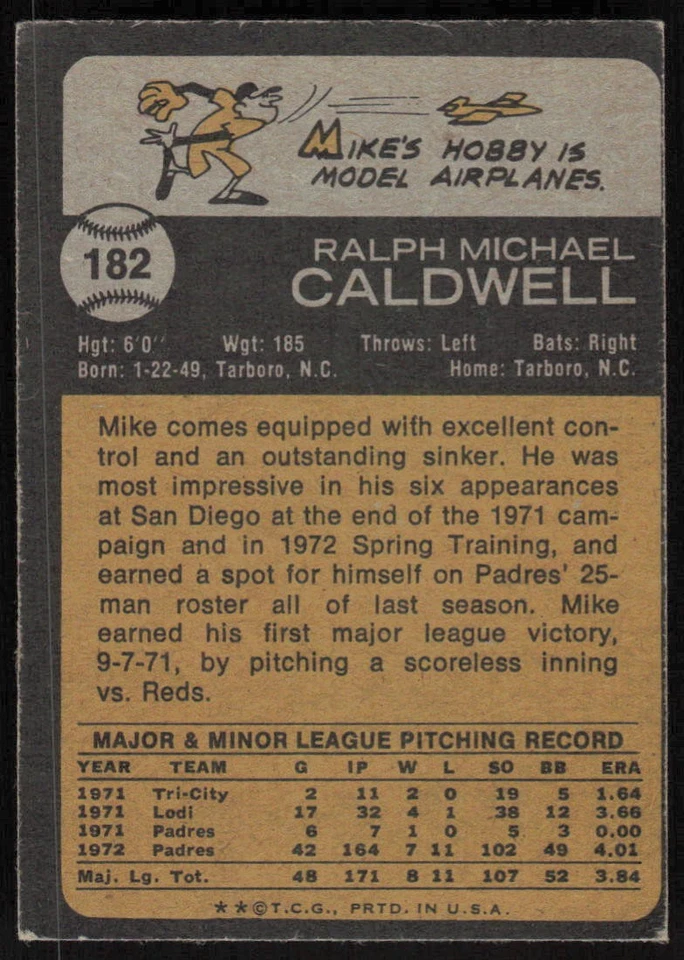 MIKE'S HOBBY IS
MODEL AIRPLANES.
182
RALPH MICHAEL
CALDWELL
Hgt: 6'0" Wgt: 185 Throws: Left Bats: Right
Born: 1-22-49, Tarboro, N.C. Home: Tarboro, N.C.
Mike comes equipped with excellent con-
trol and an outstanding sinker. He was
most impressive in his six appearances
at San Diego at the end of the 1971 cam-
paign and in 1972 Spring Training, and
earned a spot for himself on Padres' 25-
man roster all of last season. Mike
earned his first major league victory,
9-7-71, by pitching a scoreless inning
vs. Reds.
MAJOR & MINOR LEAGUE PITCHING RECORD
YEAR TEAM G IP W L SO BB ERA
1971 Tri-City 2 11 2 0 19 5 1.64
1971 Lodi 17 32 4 1 38 12 3.66
1971 Padres 6 7 1 0 5 3 0.00
1972 Padres 42 164 7 11 102 49 4.01
Maj. Lg. Tot. 48 171 8 11 107 52 3.84
**©T.C.G., PRTD. IN U.S.A.